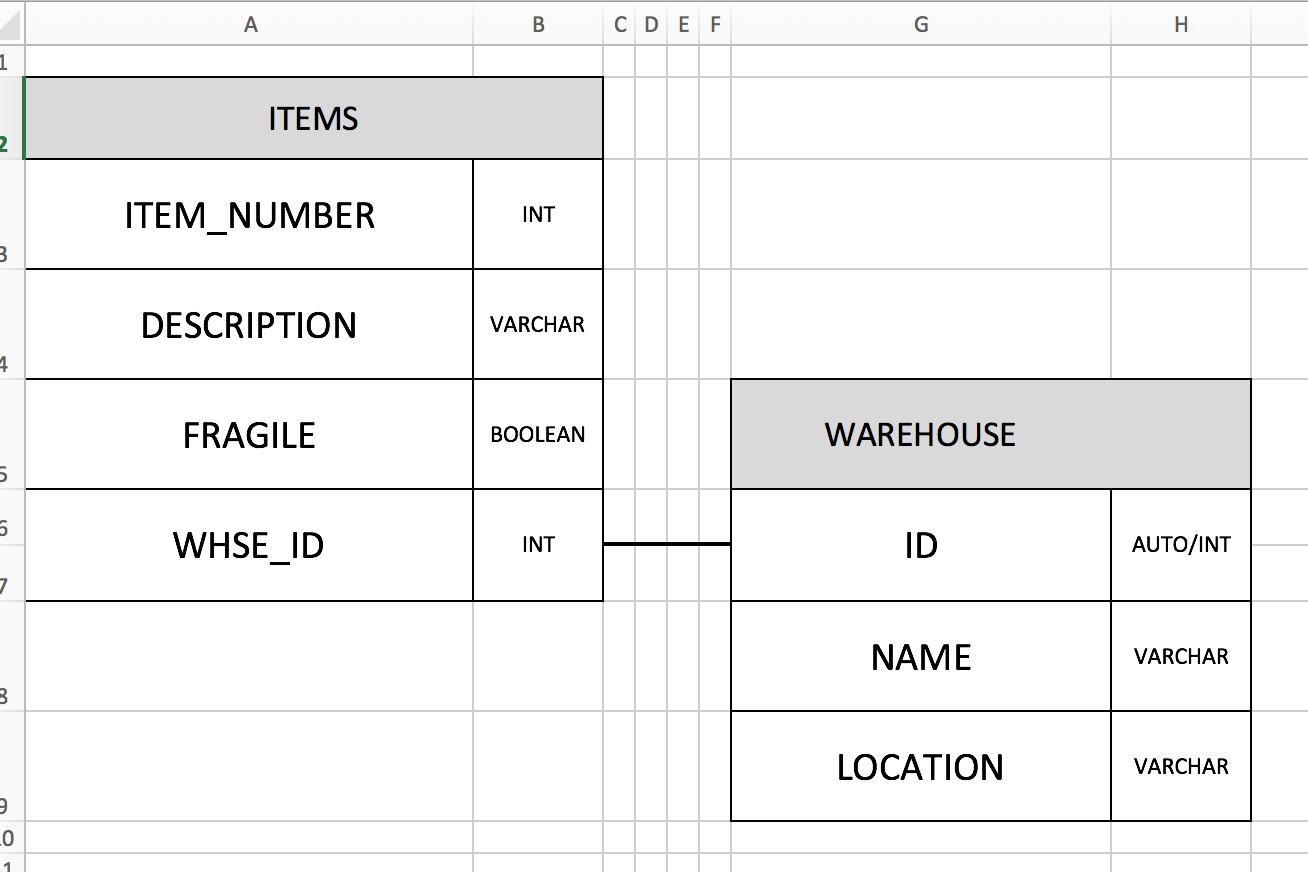 A B C D E F G H
1
2 ITEMS
3 ITEM_NUMBER INT
4 DESCRIPTION VARCHAR
5 FRAGILE BOOLEAN WAREHOUSE
6
7 WHSE_ID INT ID AUTO/INT
8 NAME VARCHAR
9 LOCATION VARCHAR
10